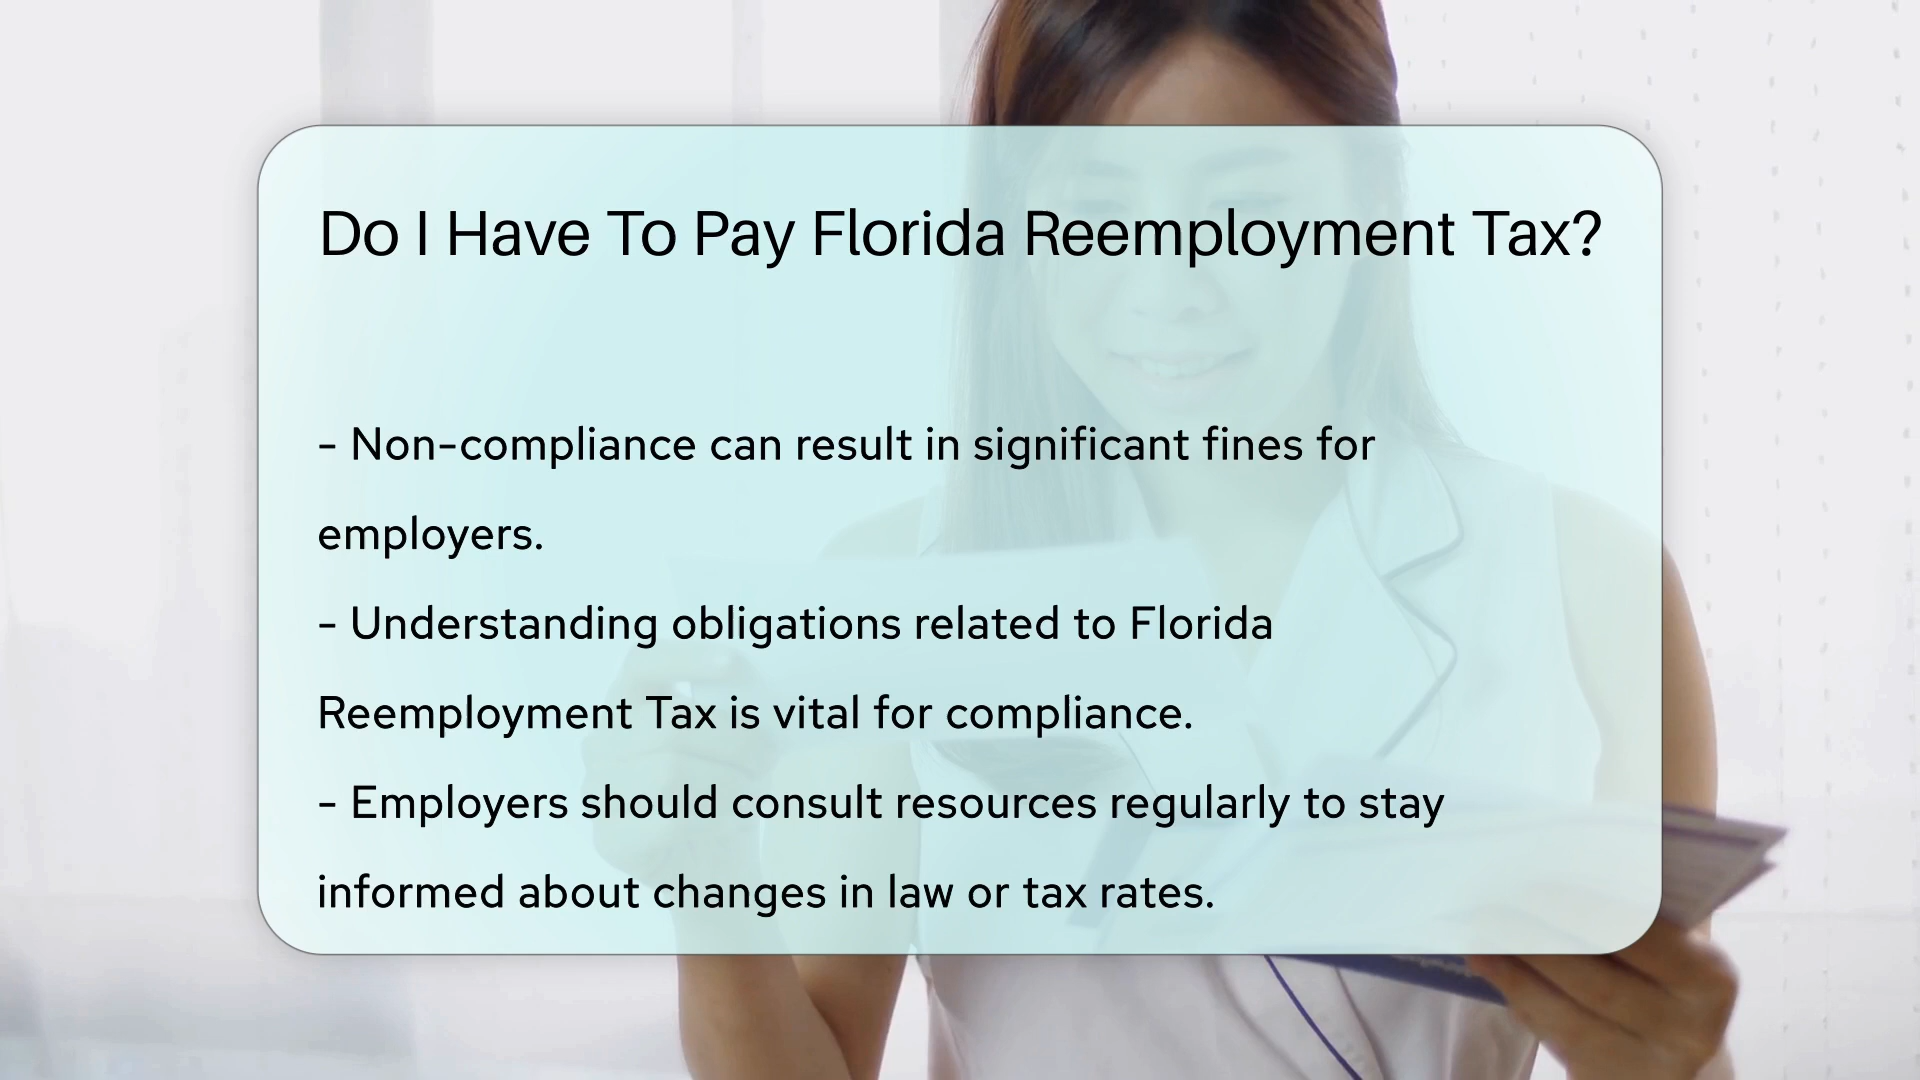 Do I Have To Pay Florida Reemployment Tax?
- Non-compliance can result in significant fines for
employers.
- Understanding obligations related to Florida
Reemployment Tax is vital for compliance.
- Employers should consult resources regularly to stay
informed about changes in law or tax rates.